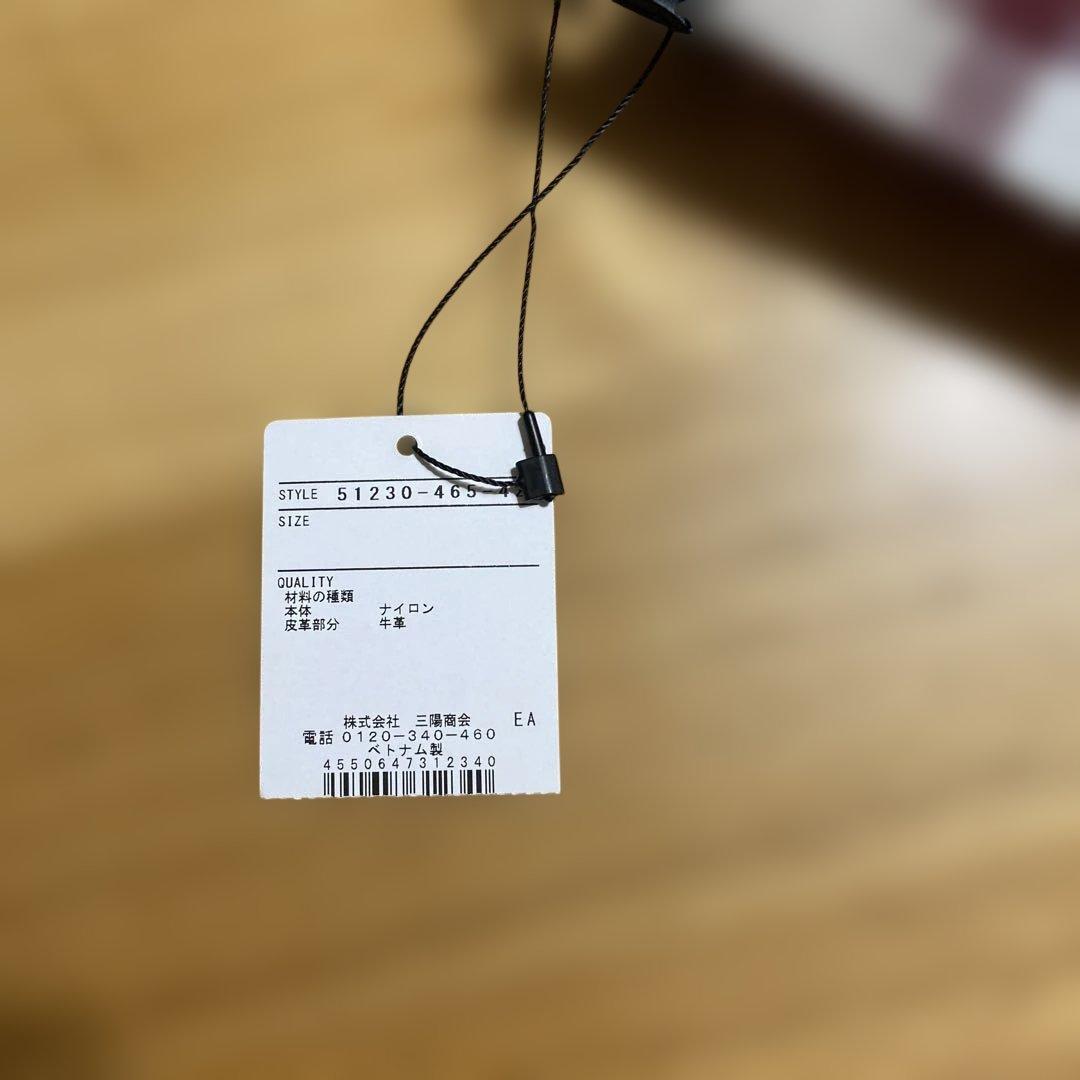 STYLE 51230-465-4
SIZE
QUALITY
材料の種類
本体 ナイロン
皮革部分 牛革
株式会社 三陽商会 EA
電話 0120-340-460
ベトナム製
4550647312340